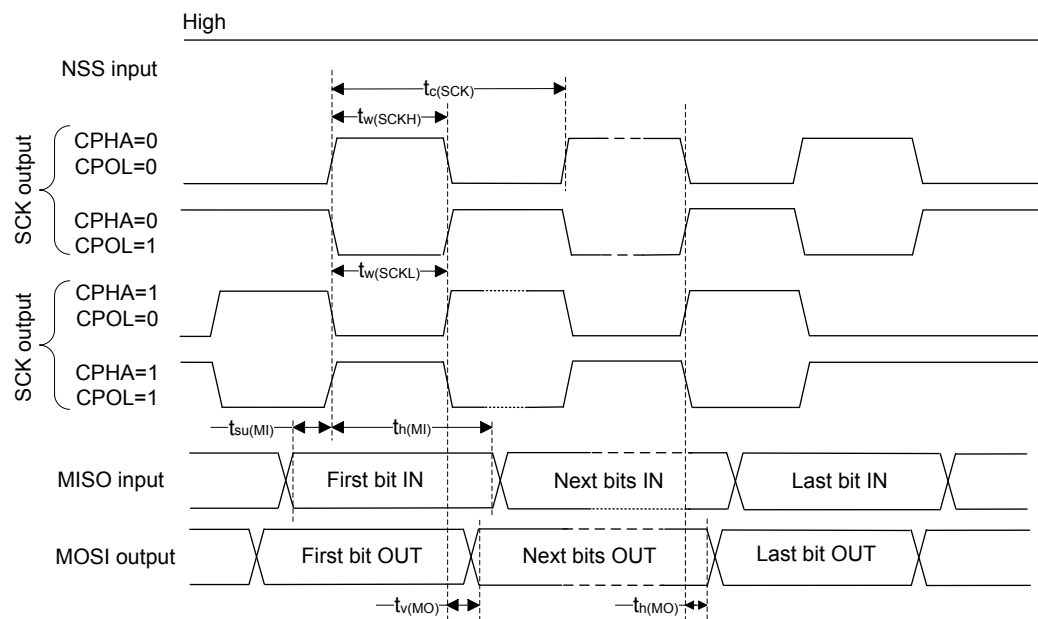 High
NSS input
tc(SCK)
tw(SCKH)
SCK output
CPHA=0
CPOL=0
CPHA=0
CPOL=1
tw(SCKL)
SCK output
CPHA=1
CPOL=0
CPHA=1
CPOL=1
tsu(MI)
th(MI)
MISO input
First bit IN
Next bits IN
Last bit IN
MOSI output
First bit OUT
Next bits OUT
Last bit OUT
tv(MO)
th(MO)